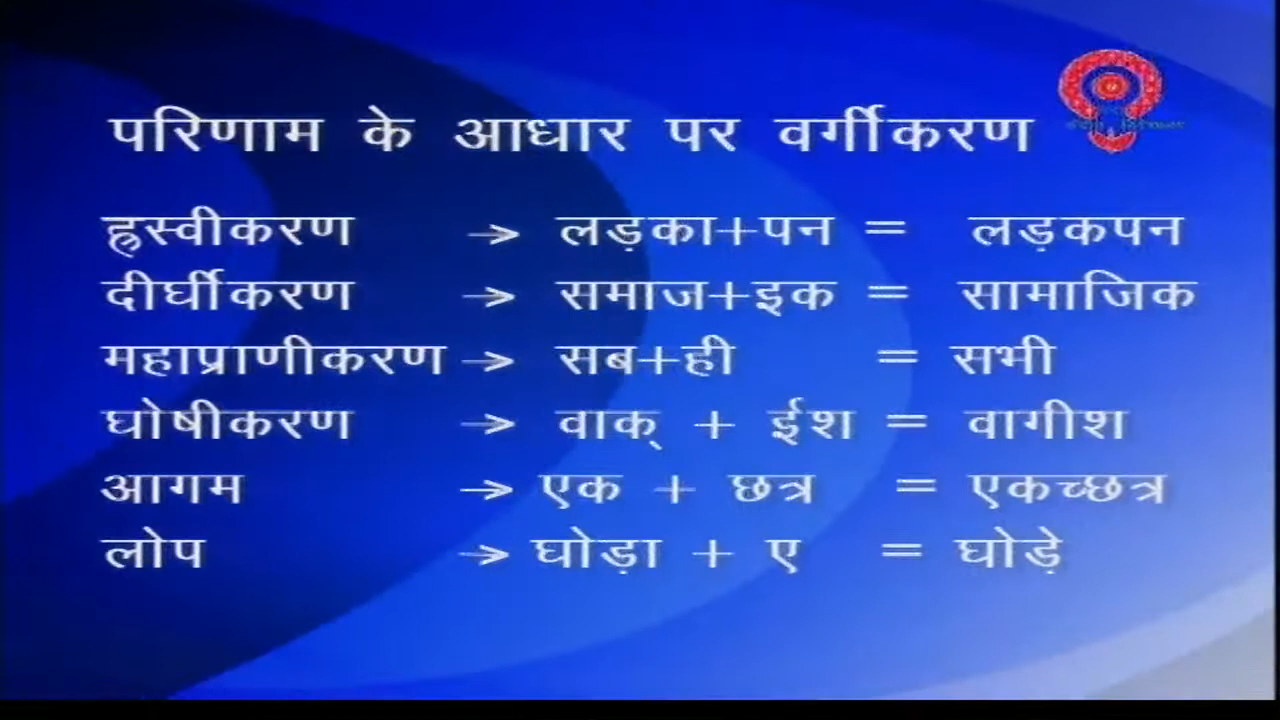 परिणाम के आधार पर वर्गीकरण
ह्रस्वीकरण → लड़का+पन = लड़कपन
दीर्घीकरण → समाज+इक = सामाजिक
महाप्राणीकरण → सब+ही = सभी
घोषीकरण → वाक् + ईश = वागीश
आगम → एक + छत्र = एकच्छत्र
लोप → घोड़ा + ए = घोड़े